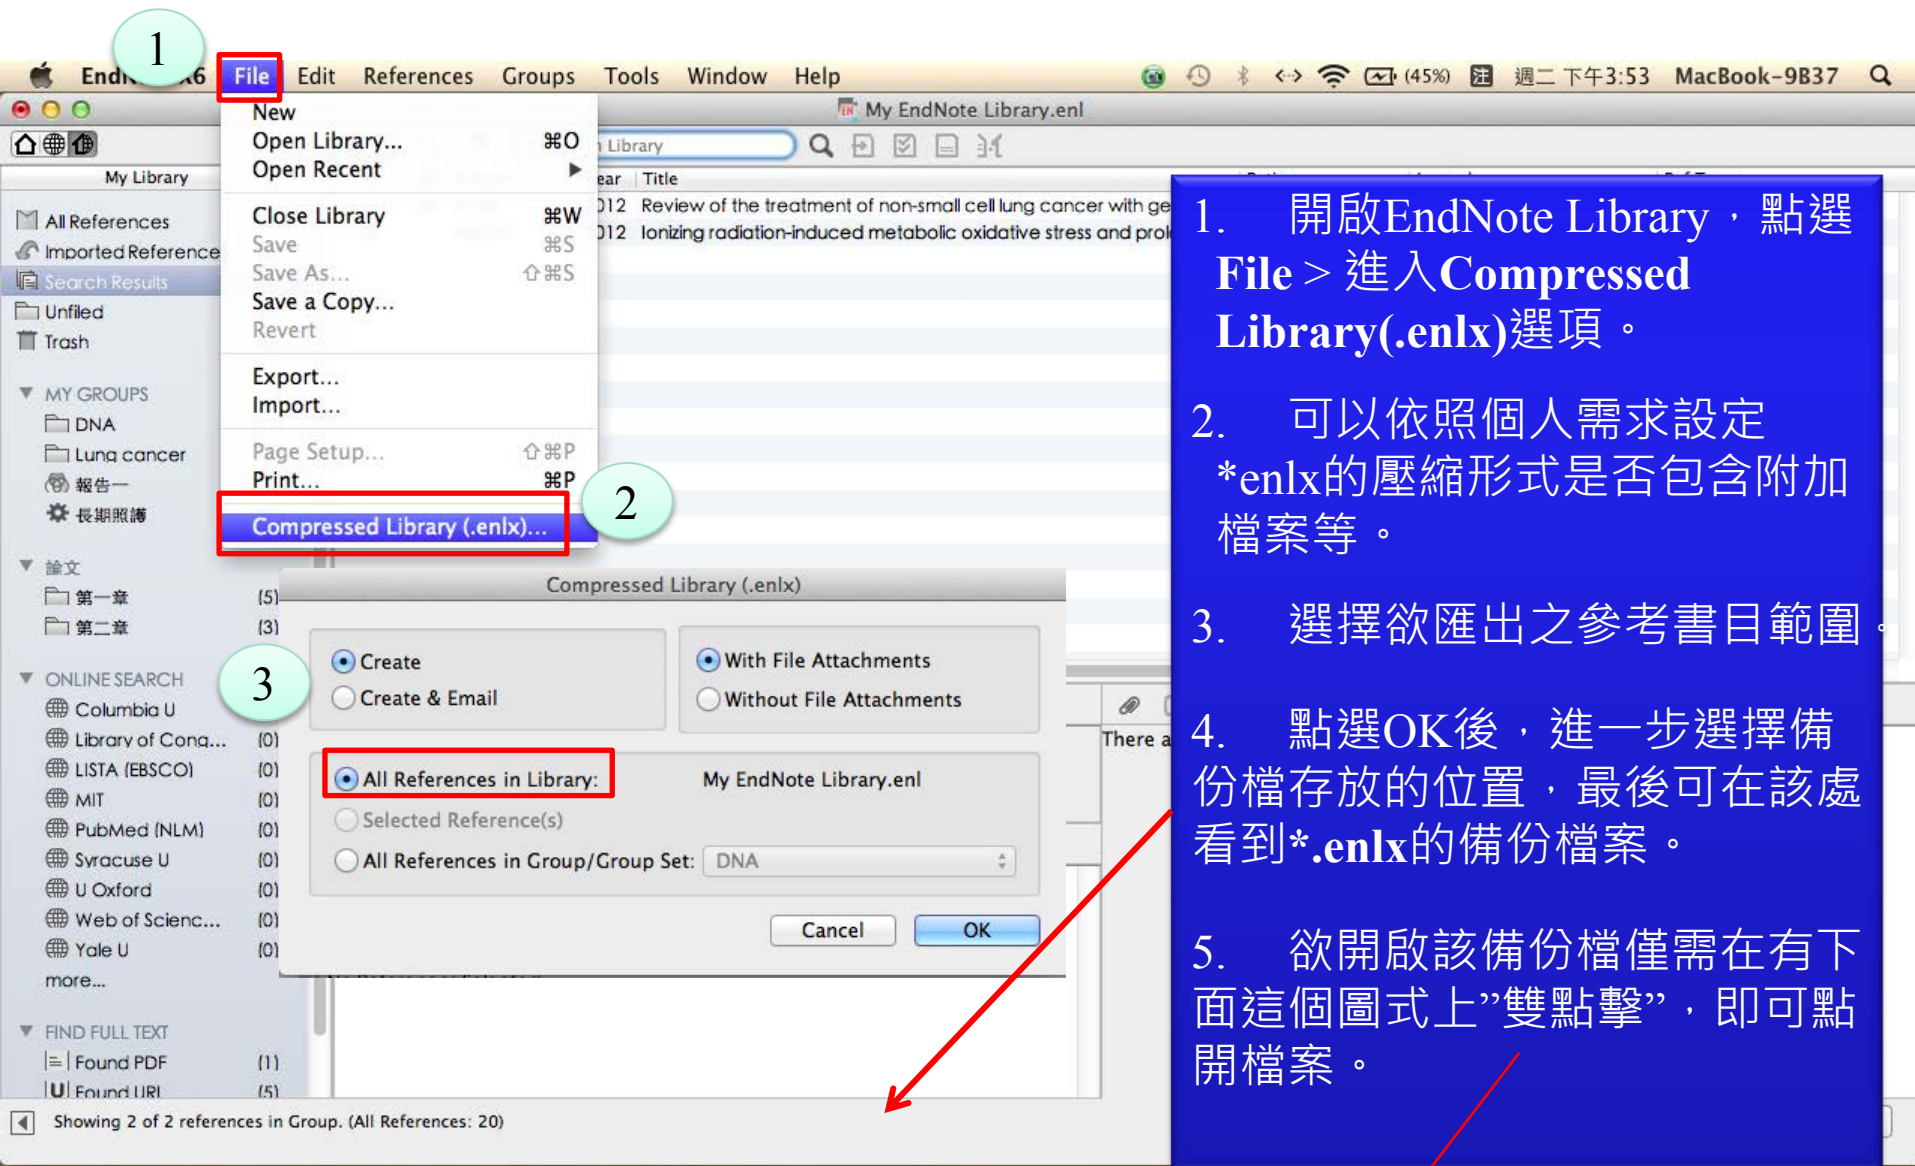 1
File Edit References Groups Tools Window Help
(45%) 週二 下午3:53 MacBook-9B37
My EndNote Library.enl
New
Open Library... ⌘O
Open Recent ▶
Close Library ⌘W
Save ⌘S
Save As... ⇧⌘S
Save a Copy...
Revert
Export...
Import...
Page Setup... ⇧⌘P
Print... ⌘P
Compressed Library (.enlx)...
2
Library
My Library
Title
2012 Review of the treatment of non-small cell lung cancer with
2012 Ionizing radiation-induced metabolic oxidative stress and
All References
Imported Reference
Search Results
Unfiled
Trash
MY GROUPS
DNA
Lung cancer
報告一
長期照護
論文
第一章 (5)
第二章 (3)
ONLINE SEARCH
Columbia U
Library of Cong... (0)
LISTA (EBSCO) (0)
MIT (0)
PubMed (NLM) (0)
Syracuse U (0)
U Oxford (0)
Web of Scienc... (0)
Yale U (0)
more...
FIND FULL TEXT
Found PDF (1)
Found URL (5)
Showing 2 of 2 references in Group. (All References: 20)
3
Compressed Library (.enlx)
Create
Create & Email
With File Attachments
Without File Attachments
All References in Library: My EndNote Library.enl
Selected Reference(s)
All References in Group/Group Set: DNA
Cancel OK
There
1. 開啟EndNote Library，點選
File > 進入Compressed
Library(.enlx)選項。
2. 可以依照個人需求設定
*enlx的壓縮形式是否包含附加
檔案等。
3. 選擇欲匯出之參考書目範圍。
4. 點選OK後，進一步選擇備
份檔存放的位置，最後可在該處
看到*.enlx的備份檔案。
5. 欲開啟該備份檔僅需在有下
面這個圖式上”雙點擊”，即可點
開檔案。